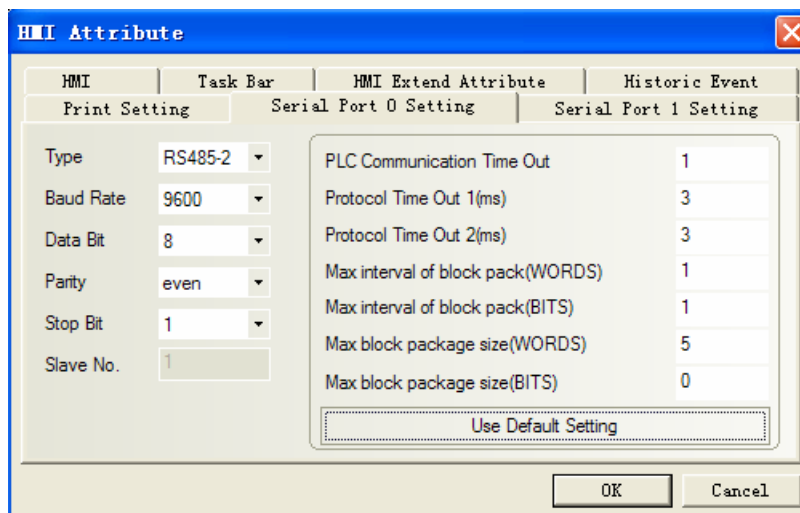 HMI Attribute
HMI
Task Bar
HMI Extend Attribute
Historic Event
Print Setting
Serial Port 0 Setting
Serial Port 1 Setting
Type RS485-2
Baud Rate 9600
Data Bit 8
Parity even
Stop Bit 1
Slave No. 1
PLC Communication Time Out 1
Protocol Time Out 1(ms) 3
Protocol Time Out 2(ms) 3
Max interval of block pack(WORDS) 1
Max interval of block pack(BITS) 1
Max block package size(WORDS) 5
Max block package size(BITS) 0
Use Default Setting
OK
Cancel